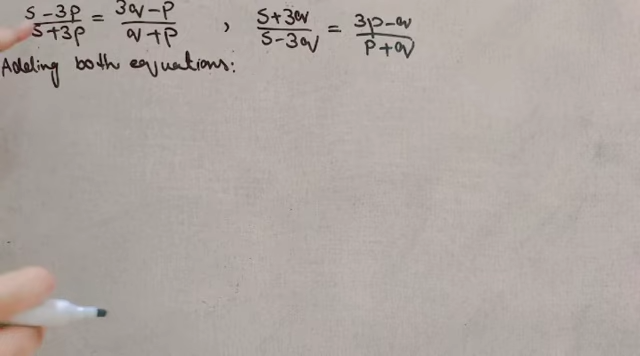 s-3p/s+3p = 3q-p/q+p , s+3q/s-3q = 3p-q/p+q
Adding both equations: